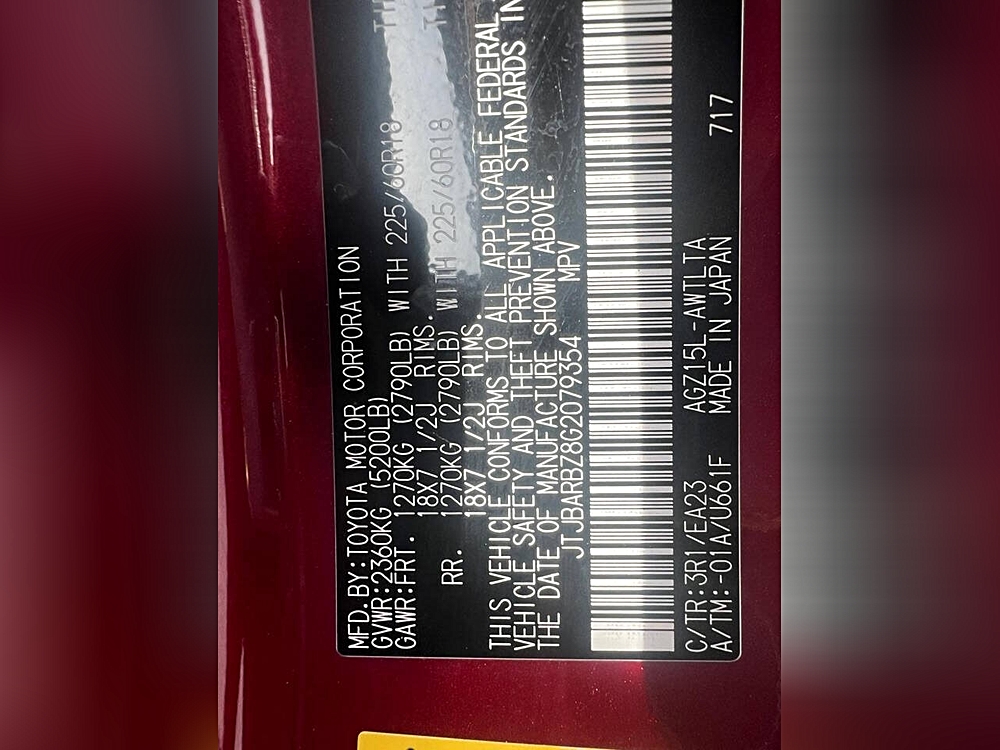 MFD.BY:TOYOTA MOTOR CORPORATION
GVWR:2360KG (5200LB)
GAWR:FRT. 1270KG (2790LB) WITH 225/60R18
18X7 1/2J RIMS.
RR. 1270KG (2790LB) WITH 225/60R18
18X7 1/2J RIMS.
THIS VEHICLE CONFORMS TO ALL APPLICABLE FEDERAL
VEHICLE SAFETY AND THEFT PREVENTION STANDARDS IN
THE DATE OF MANUFACTURE SHOWN ABOVE.
JTJBARBZ8G2079354 MPV
C/TR:3R1/EA23 AGZ15L-AWTLTA
A/TM:-01A/U661F MADE IN JAPAN 717